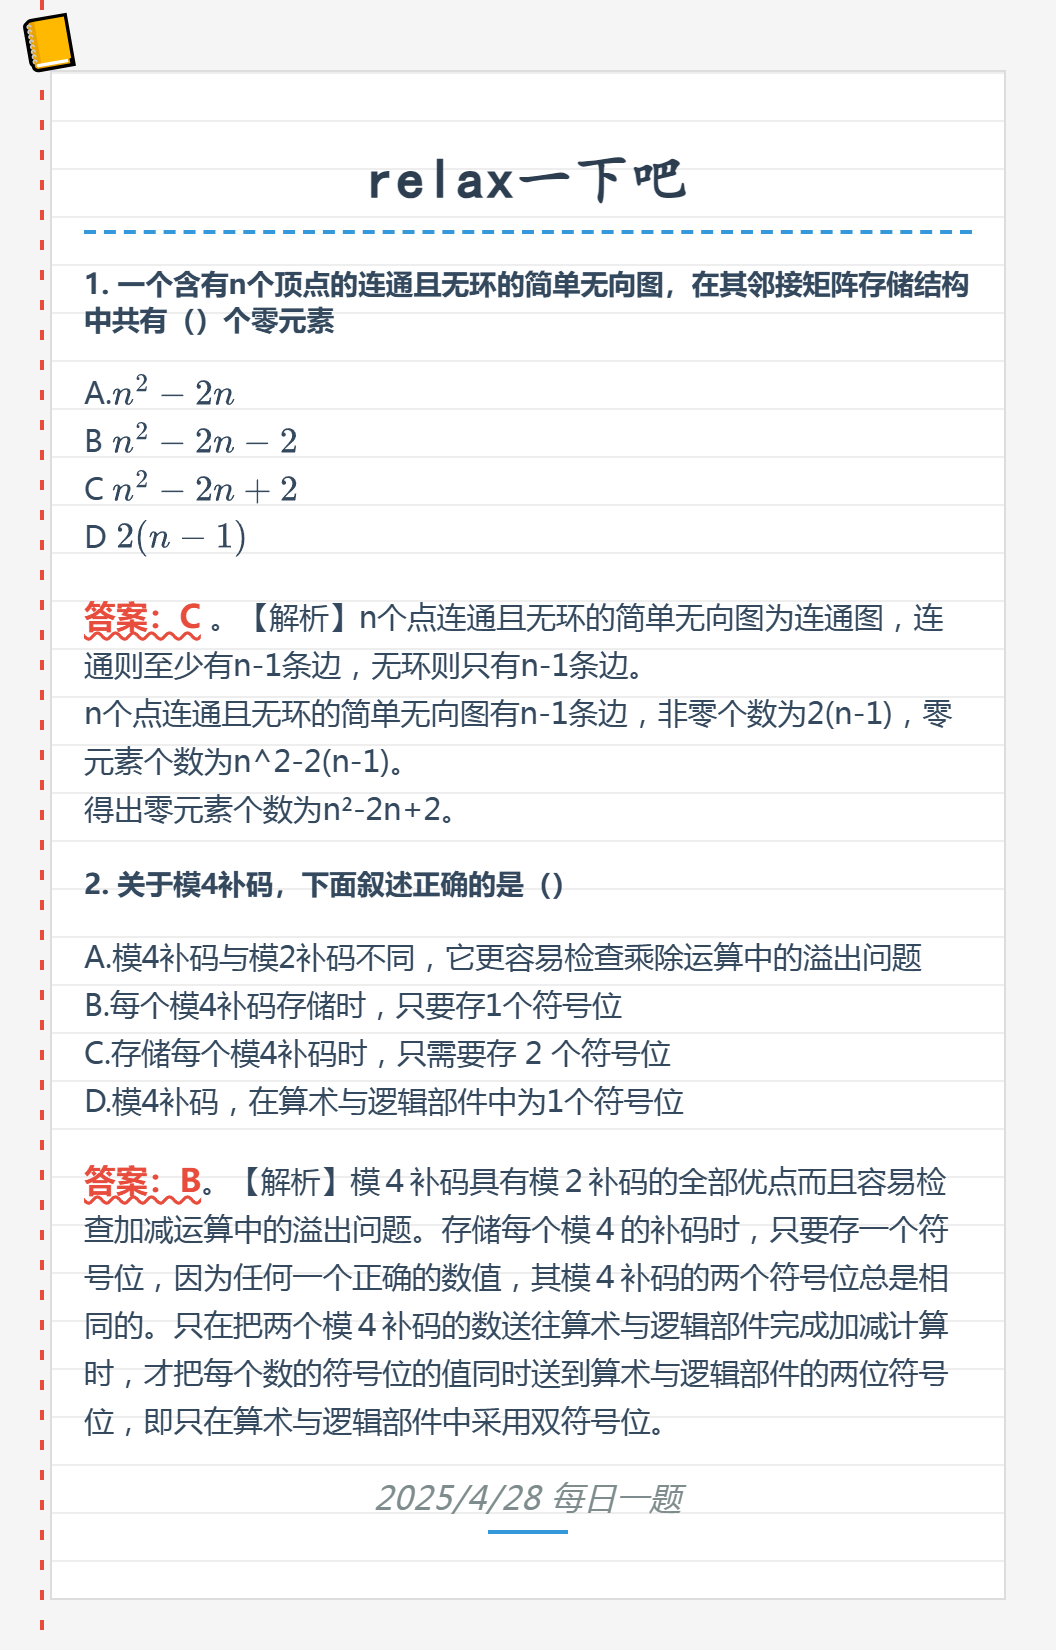 relax一下吧
1. 一个含有n个顶点的连通且无环的简单无向图，在其邻接矩阵存储结构
中共有（）个零元素
A.n² − 2n
B n² − 2n − 2
C n² − 2n + 2
D 2(n − 1)
答案：C 。【解析】n个点连通且无环的简单无向图为连通图，连
通则至少有n-1条边，无环则只有n-1条边。
n个点连通且无环的简单无向图有n-1条边，非零个数为2(n-1)，零
元素个数为n^2-2(n-1)。
得出零元素个数为n²-2n+2。
2. 关于模4补码，下面叙述正确的是（）
A.模4补码与模2补码不同，它更容易检查乘除运算中的溢出问题
B.每个模4补码存储时，只要存1个符号位
C.存储每个模4补码时，只需要存 2 个符号位
D.模4补码，在算术与逻辑部件中为1个符号位
答案：B。【解析】模４补码具有模２补码的全部优点而且容易检
查加减运算中的溢出问题。存储每个模４的补码时，只要存一个符
号位，因为任何一个正确的数值，其模４补码的两个符号位总是相
同的。只在把两个模４补码的数送往算术与逻辑部件完成加减计算
时，才把每个数的符号位的值同时送到算术与逻辑部件的两位符号
位，即只在算术与逻辑部件中采用双符号位。
2025/4/28 每日一题